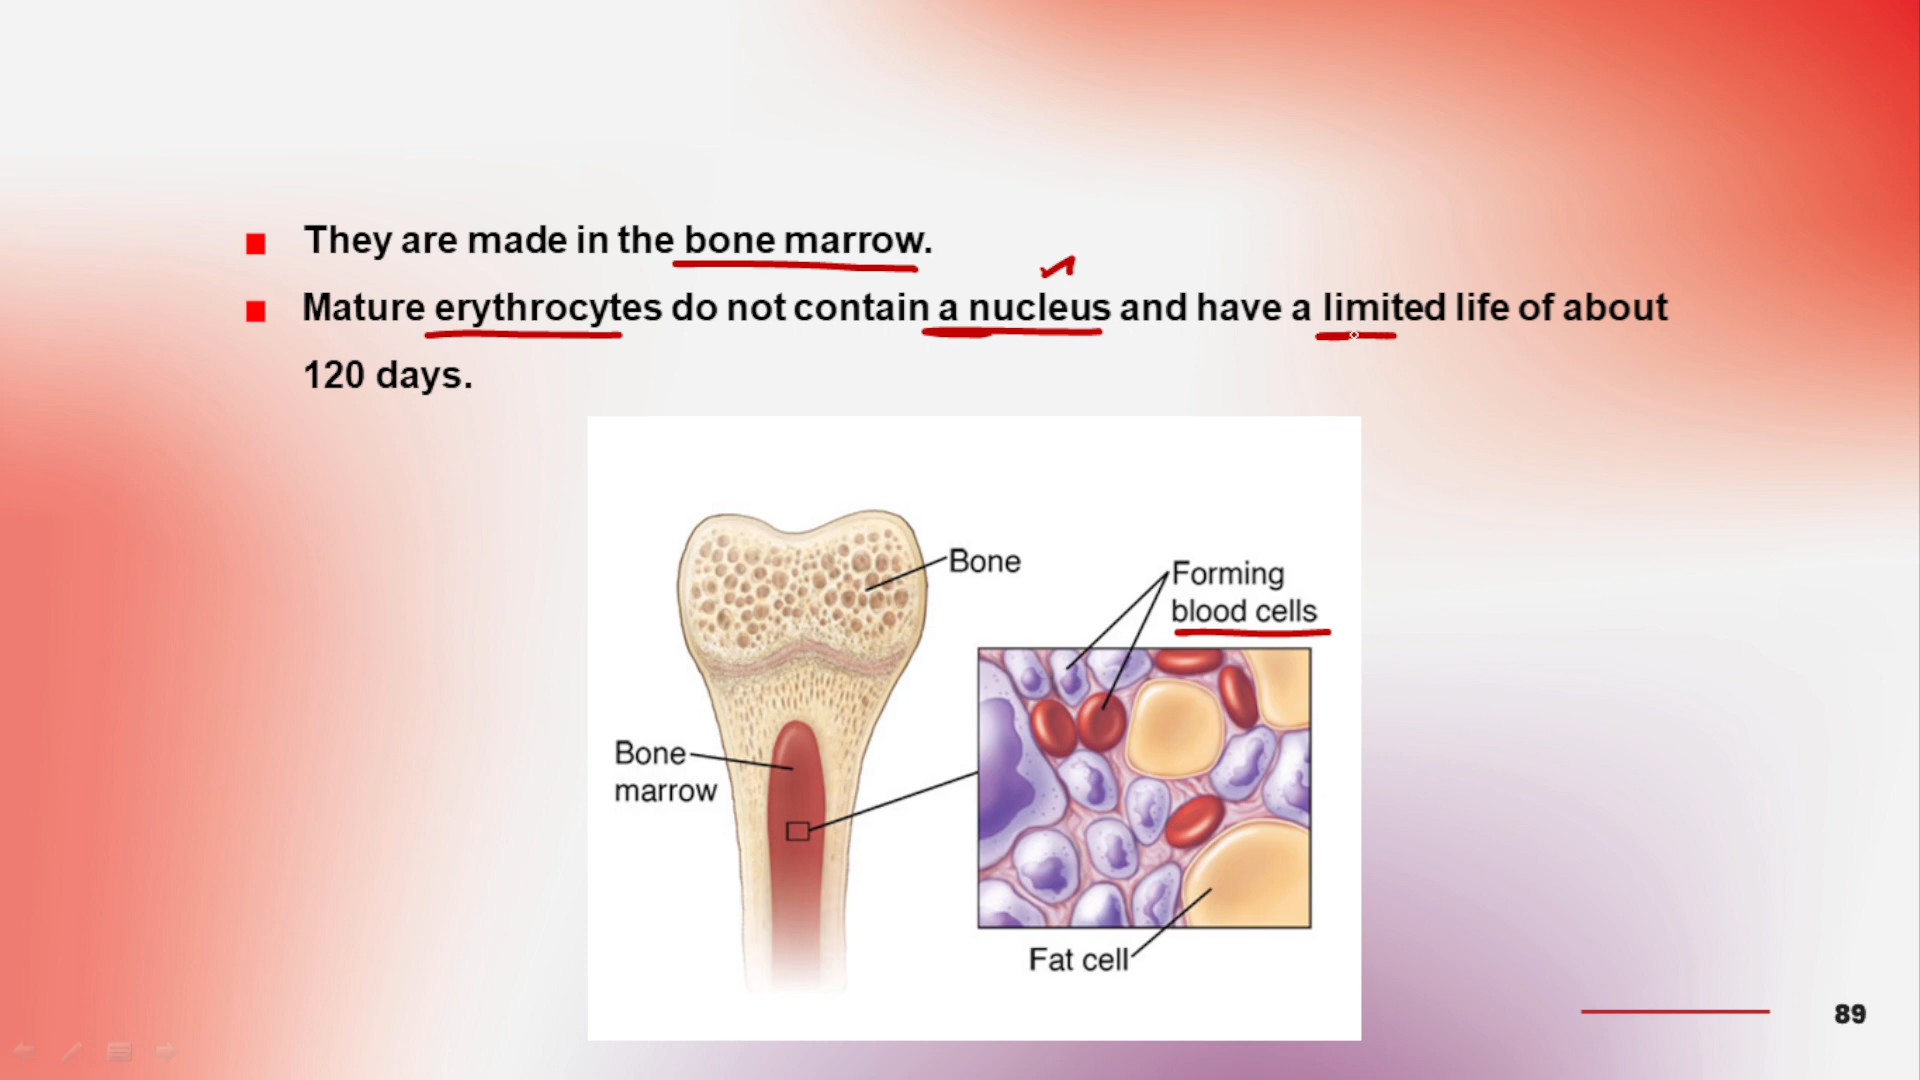 They are made in the bone marrow.
Mature erythrocytes do not contain a nucleus and have a limited life of about
120 days.
Bone
Forming
blood cells
Bone
marrow
Fat cell
89